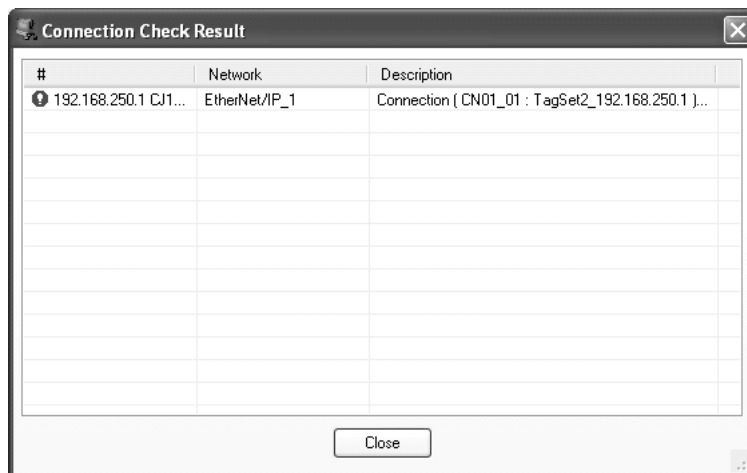 Connection Check Result
# Network Description
192.168.250.1 CJ1... EtherNet/IP_1 Connection ( CN01_01 : TagSet2_192.168.250.1 )...
Close